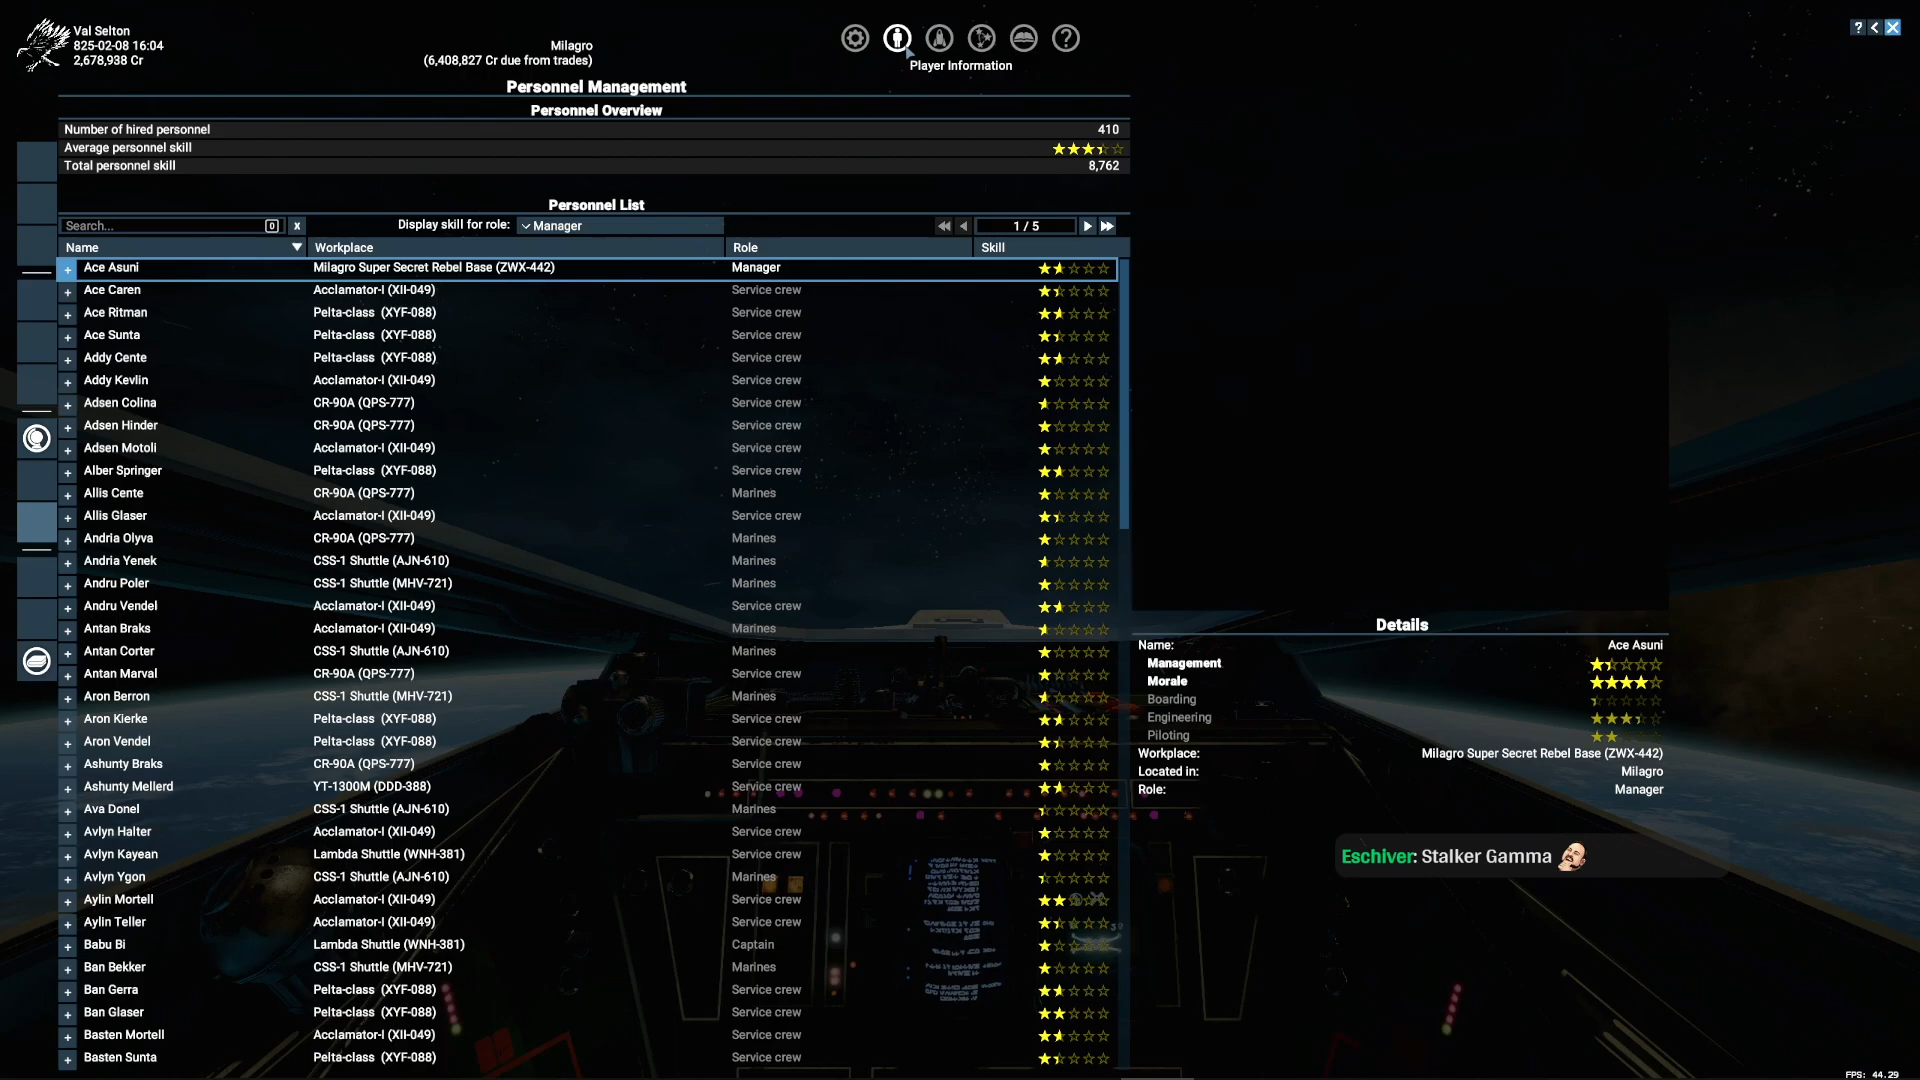 Val Selton
825-02-08 16:04
2,678,938 Cr
Milagro
(6,408,827 Cr due from trades)
Player Information
? < X
Personnel Management
Personnel Overview
Number of hired personnel 410
Average personnel skill
Total personnel skill 8,762
Personnel List
Search... 0 x Display skill for role: Manager 1 / 5
Name Workplace Role Skill
+ Ace Asuni Milagro Super Secret Rebel Base (ZWX-442) Manager
+ Ace Caren Acclamator-I (XII-049) Service crew
+ Ace Ritman Pelta-class (XYF-088) Service crew
+ Ace Sunta Pelta-class (XYF-088) Service crew
+ Addy Cente Pelta-class (XYF-088) Service crew
+ Addy Kevlin Acclamator-I (XII-049) Service crew
+ Adsen Colina CR-90A (QPS-777) Service crew
+ Adsen Hinder CR-90A (QPS-777) Service crew
+ Adsen Motoli Acclamator-I (XII-049) Service crew
+ Alber Springer Pelta-class (XYF-088) Service crew
+ Allis Cente CR-90A (QPS-777) Marines
+ Allis Glaser Acclamator-I (XII-049) Service crew
+ Andria Olyva CR-90A (QPS-777) Marines
+ Andria Yenek CSS-1 Shuttle (AJN-610) Marines
+ Andru Poler CSS-1 Shuttle (MHV-721) Marines
+ Andru Vendel Acclamator-I (XII-049) Service crew
+ Antan Braks Acclamator-I (XII-049) Marines
+ Antan Corter CSS-1 Shuttle (AJN-610) Marines
+ Antan Marval CR-90A (QPS-777) Service crew
+ Aron Berron CSS-1 Shuttle (MHV-721) Marines
+ Aron Kierke Pelta-class (XYF-088) Service crew
+ Aron Vendel Pelta-class (XYF-088) Service crew
+ Ashunty Braks CR-90A (QPS-777) Service crew
+ Ashunty Mellerd YT-1300M (DDD-388) Service crew
+ Ava Donel CSS-1 Shuttle (AJN-610) Marines
+ Avlyn Halter Acclamator-I (XII-049) Service crew
+ Avlyn Kayean Lambda Shuttle (WNH-381) Service crew
+ Avlyn Ygon CSS-1 Shuttle (AJN-610) Marines
+ Aylin Mortell Acclamator-I (XII-049) Service crew
+ Aylin Teller Acclamator-I (XII-049) Service crew
+ Babu Bi Lambda Shuttle (WNH-381) Captain
+ Ban Bekker CSS-1 Shuttle (MHV-721) Marines
+ Ban Gerra Pelta-class (XYF-088) Service crew
+ Ban Glaser Pelta-class (XYF-088) Service crew
+ Basten Mortell Acclamator-I (XII-049) Service crew
+ Basten Sunta Pelta-class (XYF-088) Service crew
Details
Name: Ace Asuni
Management
Morale
Boarding
Engineering
Piloting
Workplace: Milagro Super Secret Rebel Base (ZWX-442)
Located in: Milagro
Role: Manager
Eschiver: Stalker Gamma
FPS: 44.29